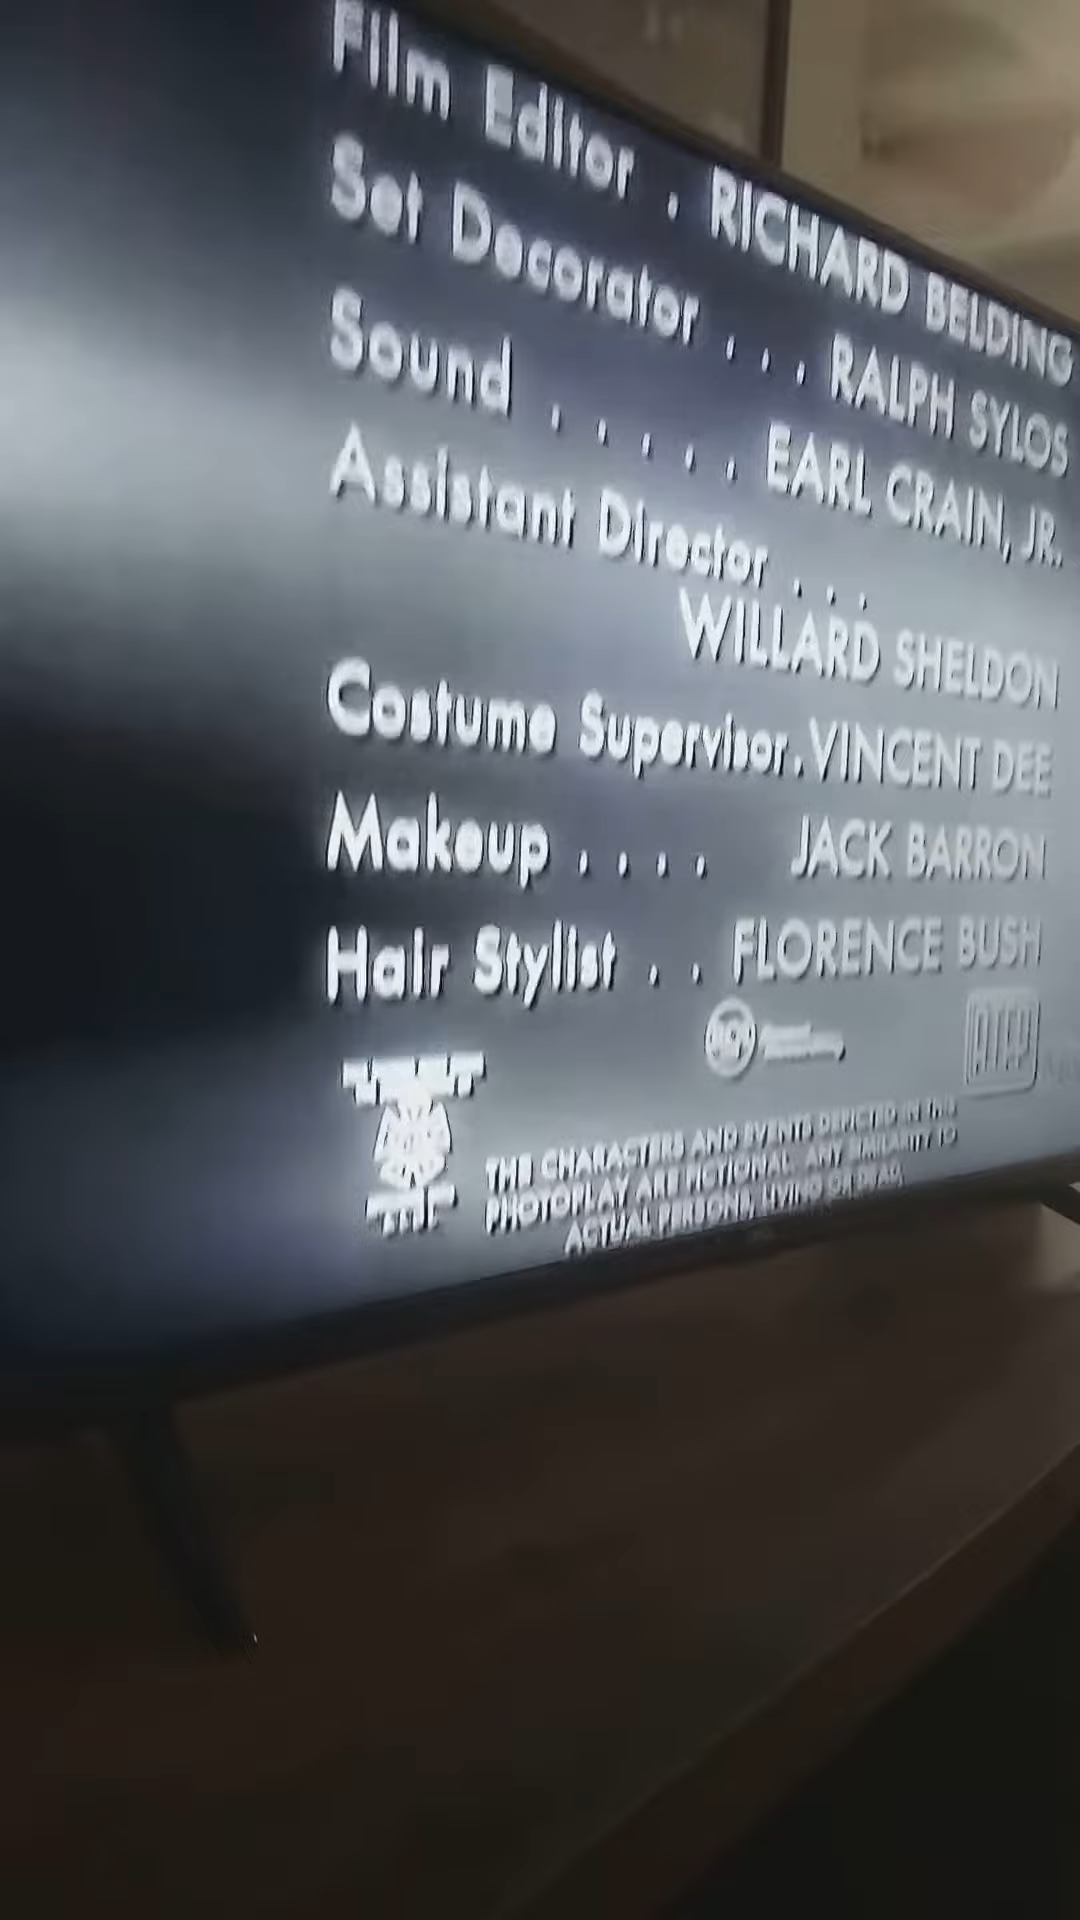 Film Editor . RICHARD BELDING
Set Decorator . . . RALPH SYLOS
Sound . . . . . EARL CRAIN, JR.
Assistant Director . . .
WILLARD SHELDON
Costume Supervisor . VINCENT DEE
Makeup . . . . JACK BARRON
Hair Stylist . . FLORENCE BUSH
THE CHARACTERS AND EVENTS DEPICTED IN THIS
PHOTOPLAY ARE FICTIONAL. ANY SIMILARITY TO
ACTUAL PERSONS, LIVING OR DEAD,